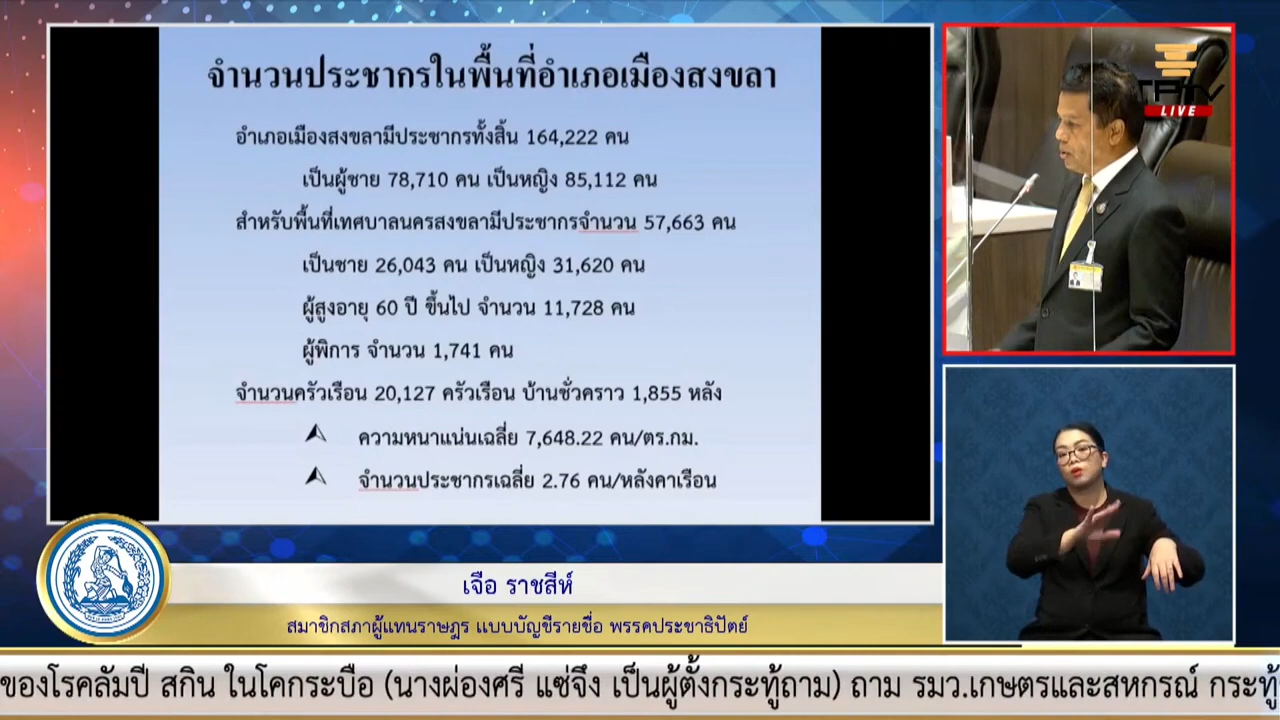 จำนวนประชากรในพื้นที่อำเภอเมืองสงขลา
อำเภอเมืองสงขลามีประชากรทั้งสิ้น 164,222 คน
เป็นผู้ชาย 78,710 คน เป็นหญิง 85,112 คน
สำหรับพื้นที่เทศบาลนครสงขลามีประชากรจำนวน 57,663 คน
เป็นชาย 26,043 คน เป็นหญิง 31,620 คน
ผู้สูงอายุ 60 ปี ขึ้นไป จำนวน 11,728 คน
ผู้พิการ จำนวน 1,741 คน
จำนวนครัวเรือน 20,127 ครัวเรือน บ้านชั่วคราว 1,855 หลัง
ความหนาแน่นเฉลี่ย 7,648.22 คน/ตร.กม.
จำนวนประชากรเฉลี่ย 2.76 คน/หลังคาเรือน
TPTV
LIVE
เจือ ราชสีห์
สมาชิกสภาผู้แทนราษฎร แบบบัญชีรายชื่อ พรรคประชาธิปัตย์
ของโรคลัมปี สกิน ในโคกระบือ (นางผ่องศรี แซ่จึง เป็นผู้ตั้งกระทู้ถาม) ถาม รมว.เกษตรและสหกรณ์ กระทู้